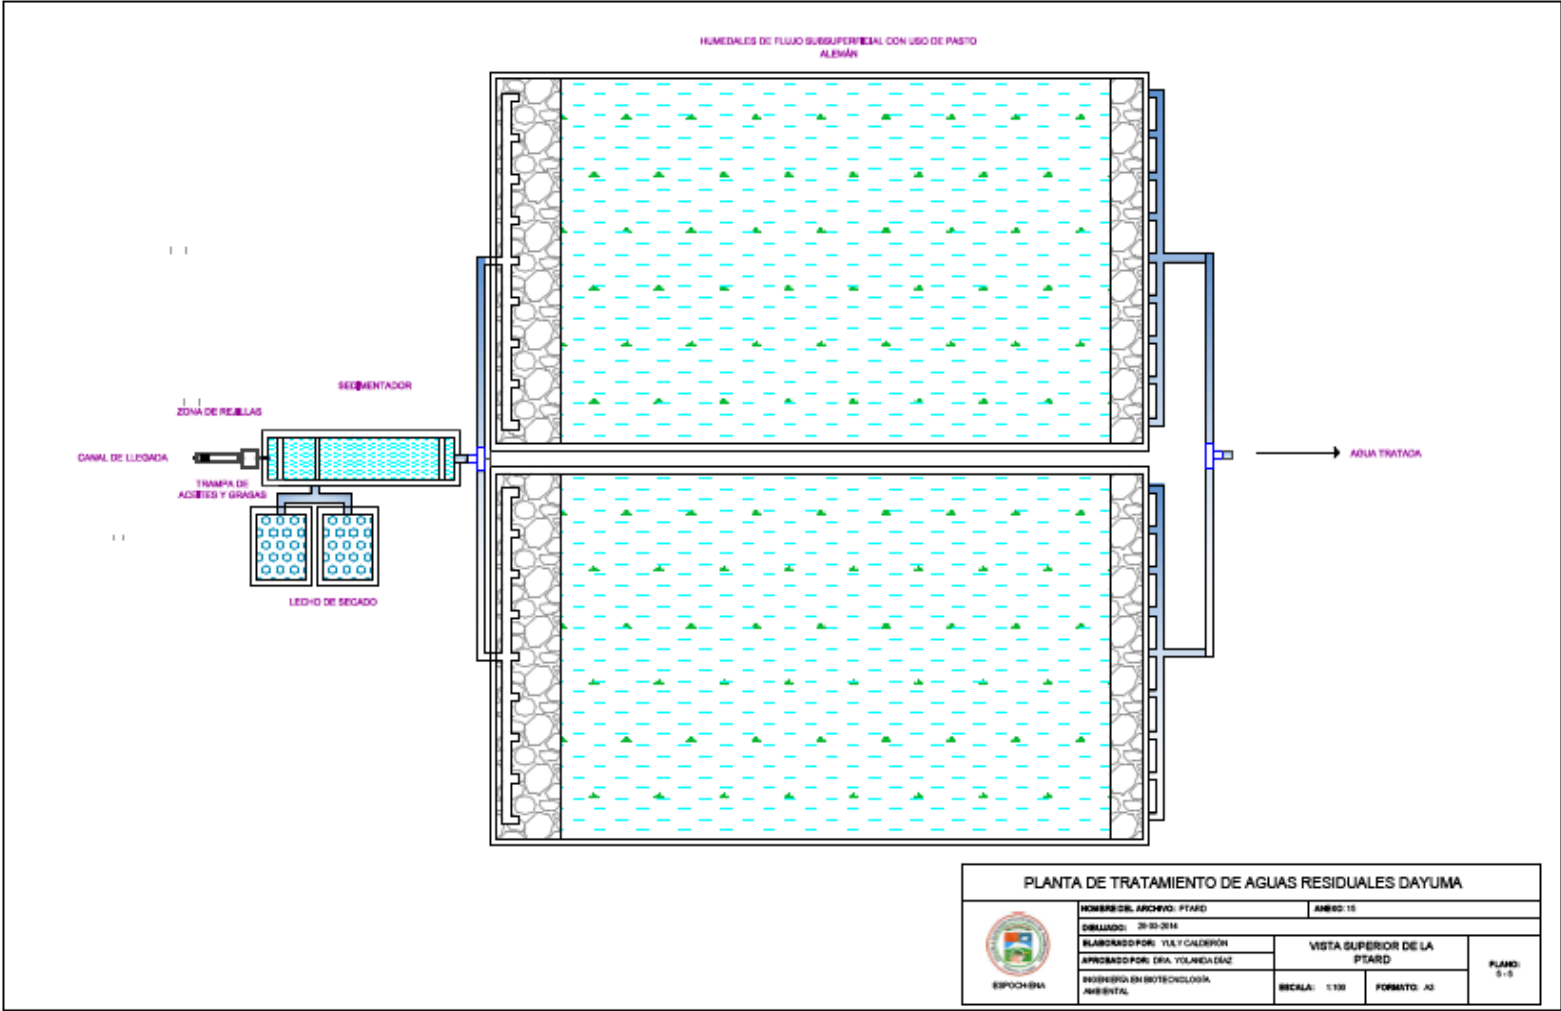 HUMEDALES DE FLUJO SUBSUPERFICIAL CON USO DE PASTO
ALEMÁN
SEDIMENTADOR
ZONA DE REJILLAS
CANAL DE LLEGADA
TRAMPA DE
ACEITES Y GRASAS
LECHO DE SECADO
AGUA TRATADA
PLANTA DE TRATAMIENTO DE AGUAS RESIDUALES DAYUMA
NOMBRE DEL ARCHIVO: PTARD
ANEXO: 15
DIBUJADO: 28-03-2014
ELABORADO POR: YULY CALDERÓN
APROBADO POR: DRA. YOLANDA DÍAZ
INGENIERÍA EN BIOTECNOLOGÍA
AMBIENTAL
ESPOCH-ENA
VISTA SUPERIOR DE LA
PTARD
ESCALA: 1:100
FORMATO: A3
PLANO:
5 - 5